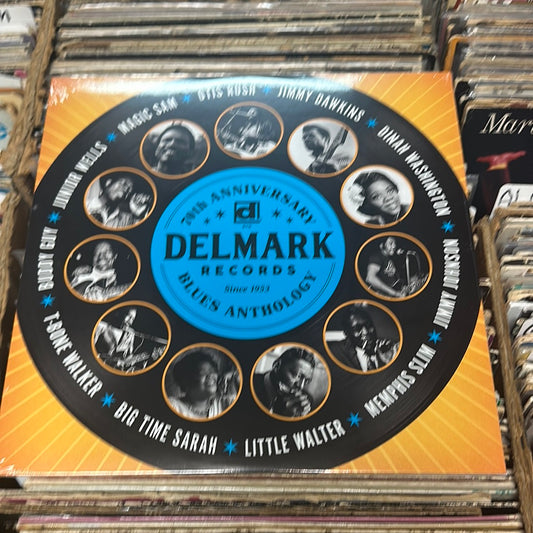 OTIS RUSH
JIMMY DAWKINS
DINAH WASHINGTON
JIMMY JOHNSON
MEMPHIS SLIM
LITTLE WALTER
BIG TIME SARAH
T-BONE WALKER
BUDDY GUY
JUNIOR WELLS
MAGIC SAM
70th ANNIVERSARY
d
DELMARK
RECORDS
Since 1953
BLUES ANTHOLOGY